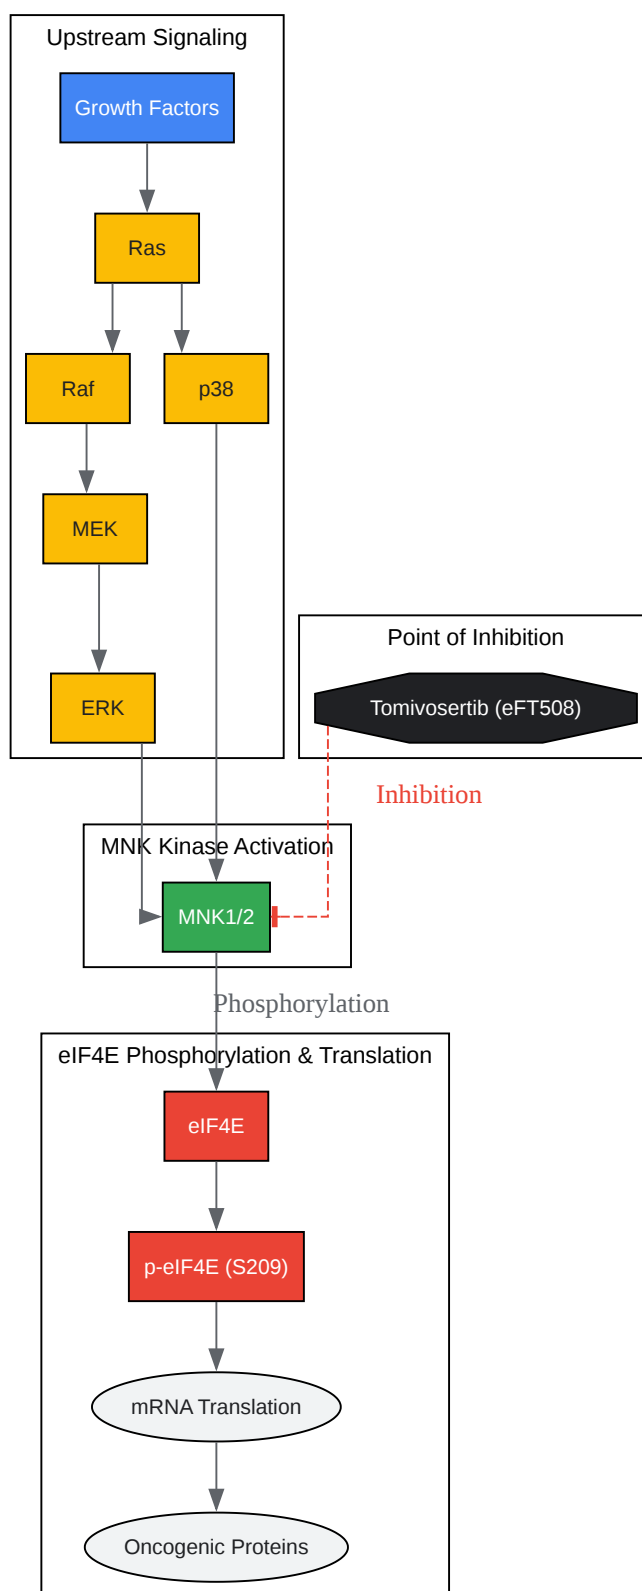 Upstream Signaling
Growth Factors
Ras
Raf
p38
MEK
ERK
Point of Inhibition
Tomivosertib (eFT508)
Inhibition
MNK Kinase Activation
MNK1/2
Phosphorylation
eIF4E Phosphorylation & Translation
eIF4E
p-eIF4E (S209)
mRNA Translation
Oncogenic Proteins